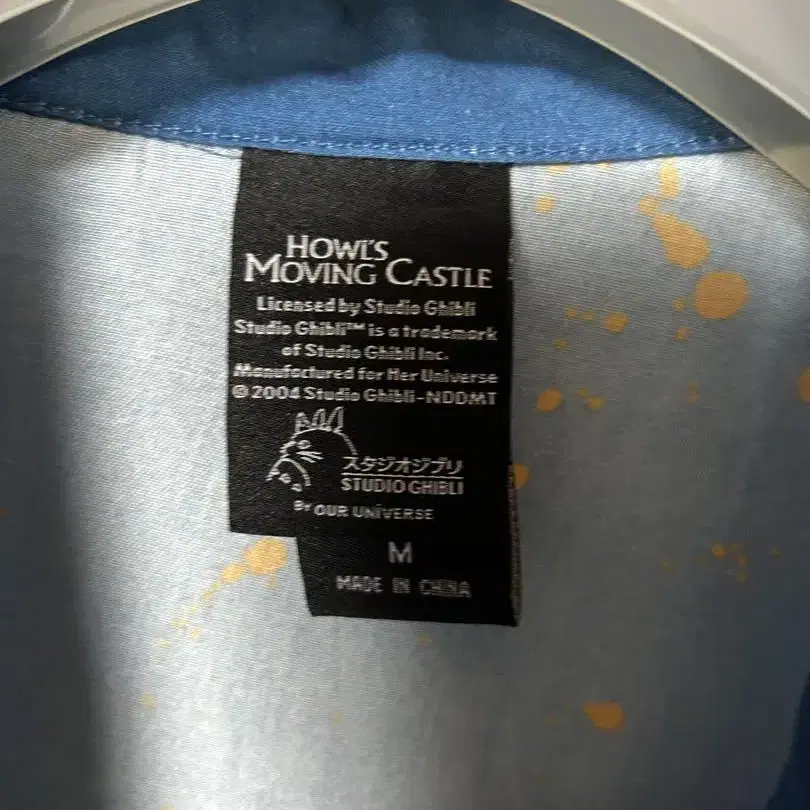 HOWL'S
MOVING CASTLE
Licensed by Studio Ghibli
Studio Ghibli™ is a trademark
of Studio Ghibli Inc.
Manufactured for Her Universe
© 2004 Studio Ghibli - NDDMT
スタジオジブリ
STUDIO GHIBLI
BY OUR UNIVERSE
M
MADE IN CHINA